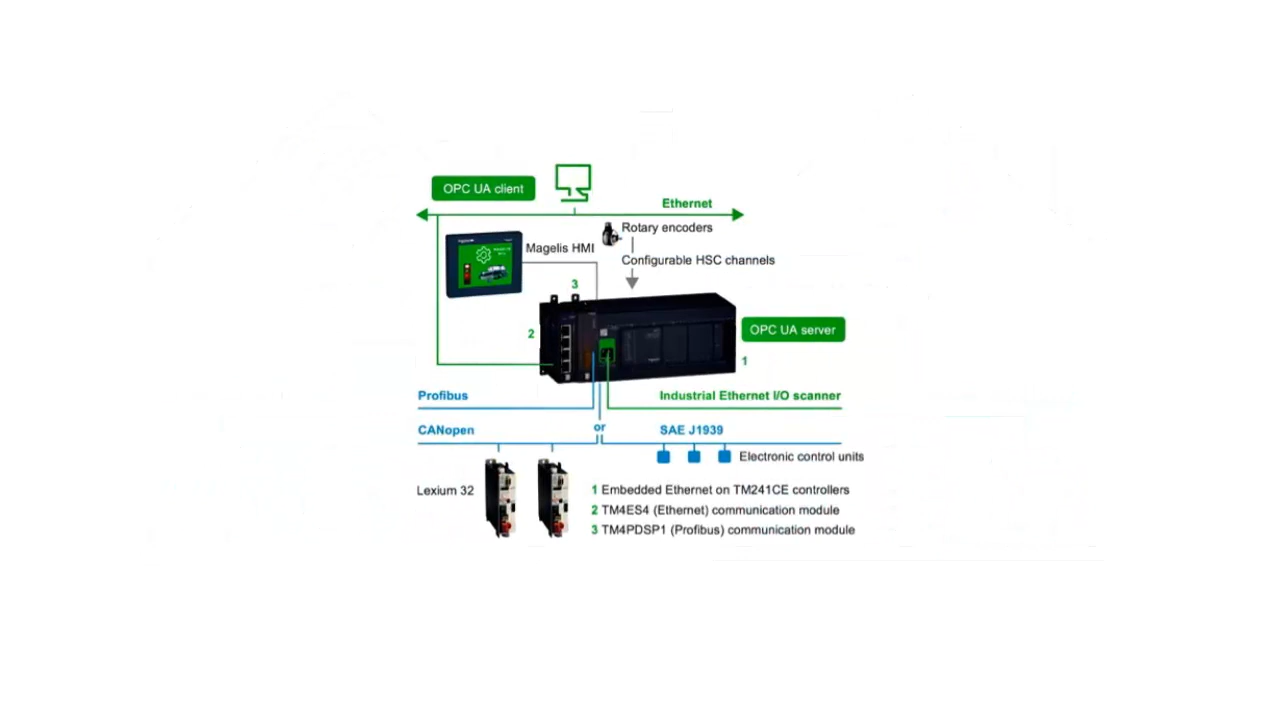 OPC UA client
Ethernet
Rotary encoders
Magelis HMI
Configurable HSC channels
3
2
OPC UA server
1
Profibus
Industrial Ethernet I/O scanner
CANopen
or
SAE J1939
Electronic control units
Lexium 32
1 Embedded Ethernet on TM241CE controllers
2 TM4ES4 (Ethernet) communication module
3 TM4PDSP1 (Profibus) communication module